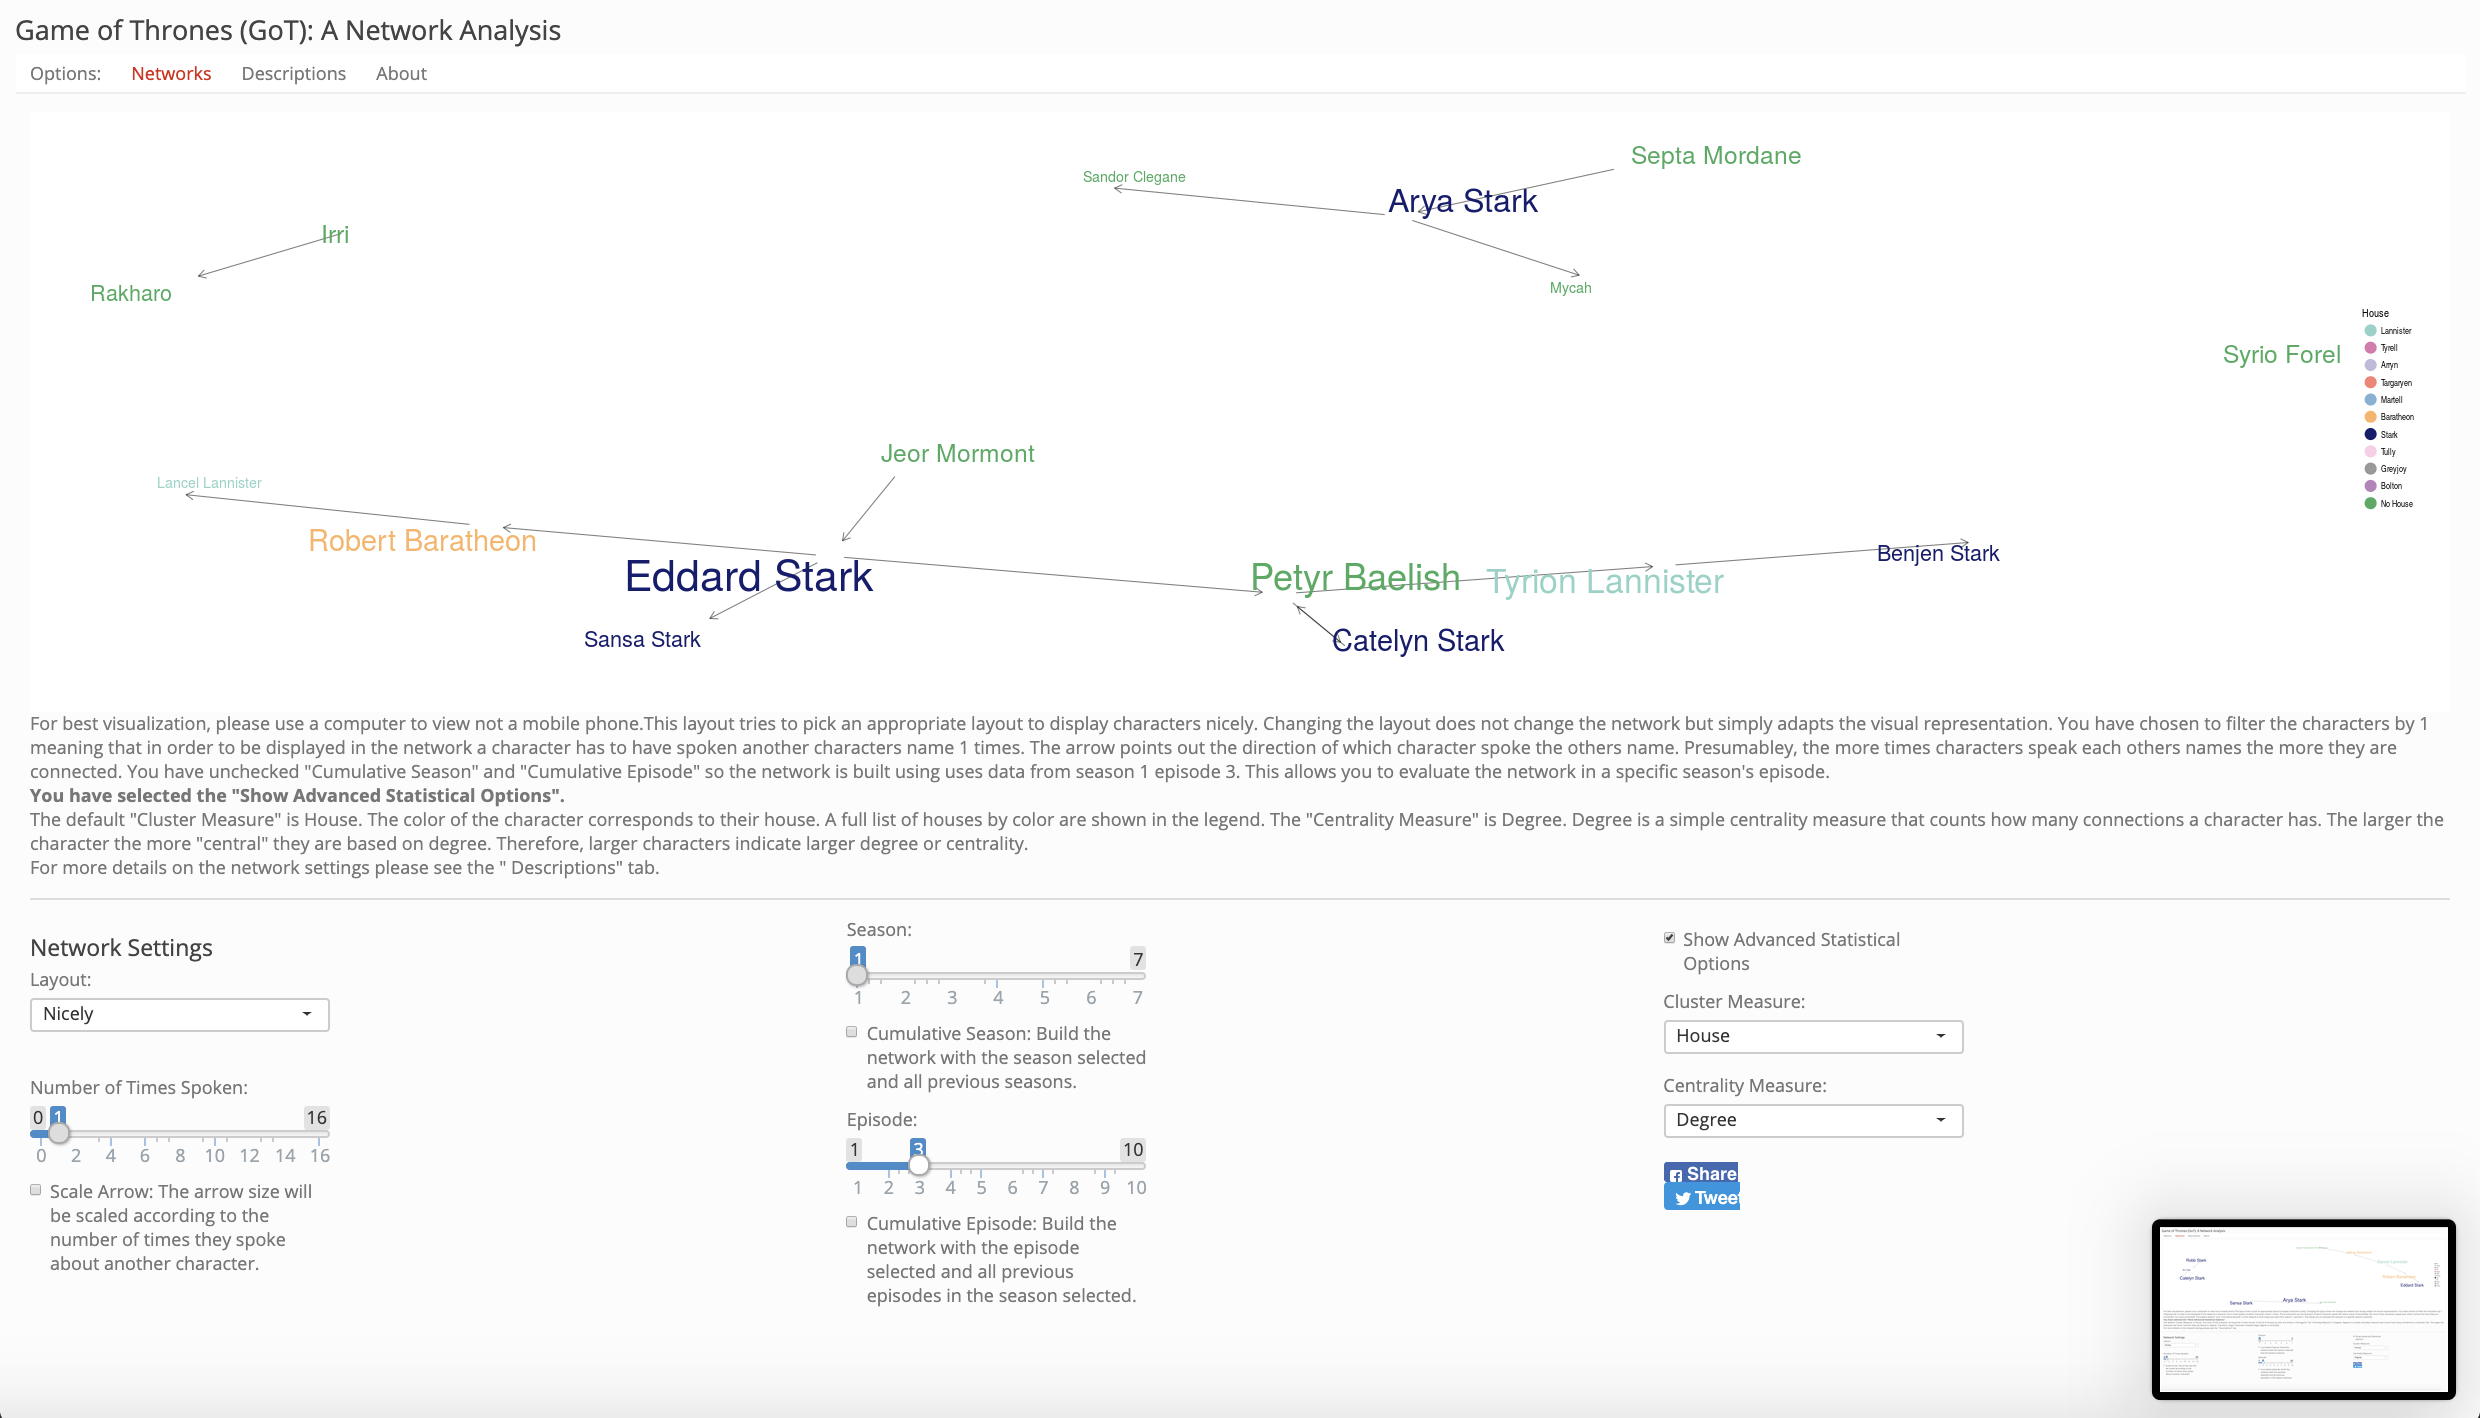 Game of Thrones (GoT): A Network Analysis
Options: Networks Descriptions About
Septa Mordane
Sandor Clegane
Arya Stark
Irri
Rakharo
Mycah
House
Lannister
Tyrell
Arryn
Targaryen
Martell
Baratheon
Stark
Tully
Greyjoy
Bolton
No House
Syrio Forel
Jeor Mormont
Lancel Lannister
Robert Baratheon
Eddard Stark
Petyr Baelish
Tyrion Lannister
Benjen Stark
Sansa Stark
Catelyn Stark
For best visualization, please use a computer to view not a mobile phone.This layout tries to pick an appropriate layout to display characters nicely. Changing the layout does not change the network but simply adapts the visual representation. You have chosen to filter the characters by 1
meaning that in order to be displayed in the network a character has to have spoken another characters name 1 times. The arrow points out the direction of which character spoke the others name. Presumabley, the more times characters speak each others names the more they are
connected. You have unchecked "Cumulative Season" and "Cumulative Episode" so the network is built using uses data from season 1 episode 3. This allows you to evaluate the network in a specific season's episode.
You have selected the "Show Advanced Statistical Options".
The default "Cluster Measure" is House. The color of the character corresponds to their house. A full list of houses by color are shown in the legend. The "Centrality Measure" is Degree. Degree is a simple centrality measure that counts how many connections a character has. The larger the
character the more "central" they are based on degree. Therefore, larger characters indicate larger degree or centrality.
For more details on the network settings please see the " Descriptions" tab.
Network Settings
Layout:
Nicely
Number of Times Spoken:
0 1 16
0 2 4 6 8 10 12 14 16
Scale Arrow: The arrow size will
be scaled according to the
number of times they spoke
about another character.
Season:
1 7
1 2 3 4 5 6 7
Cumulative Season: Build the
network with the season selected
and all previous seasons.
Episode:
1 3 10
1 2 3 4 5 6 7 8 9 10
Cumulative Episode: Build the
network with the episode
selected and all previous
episodes in the season selected.
Show Advanced Statistical
Options
Cluster Measure:
House
Centrality Measure:
Degree
Share
Tweet
Robb Stark
Catelyn Stark
Sansa Stark
Arya Stark
Eddard Stark